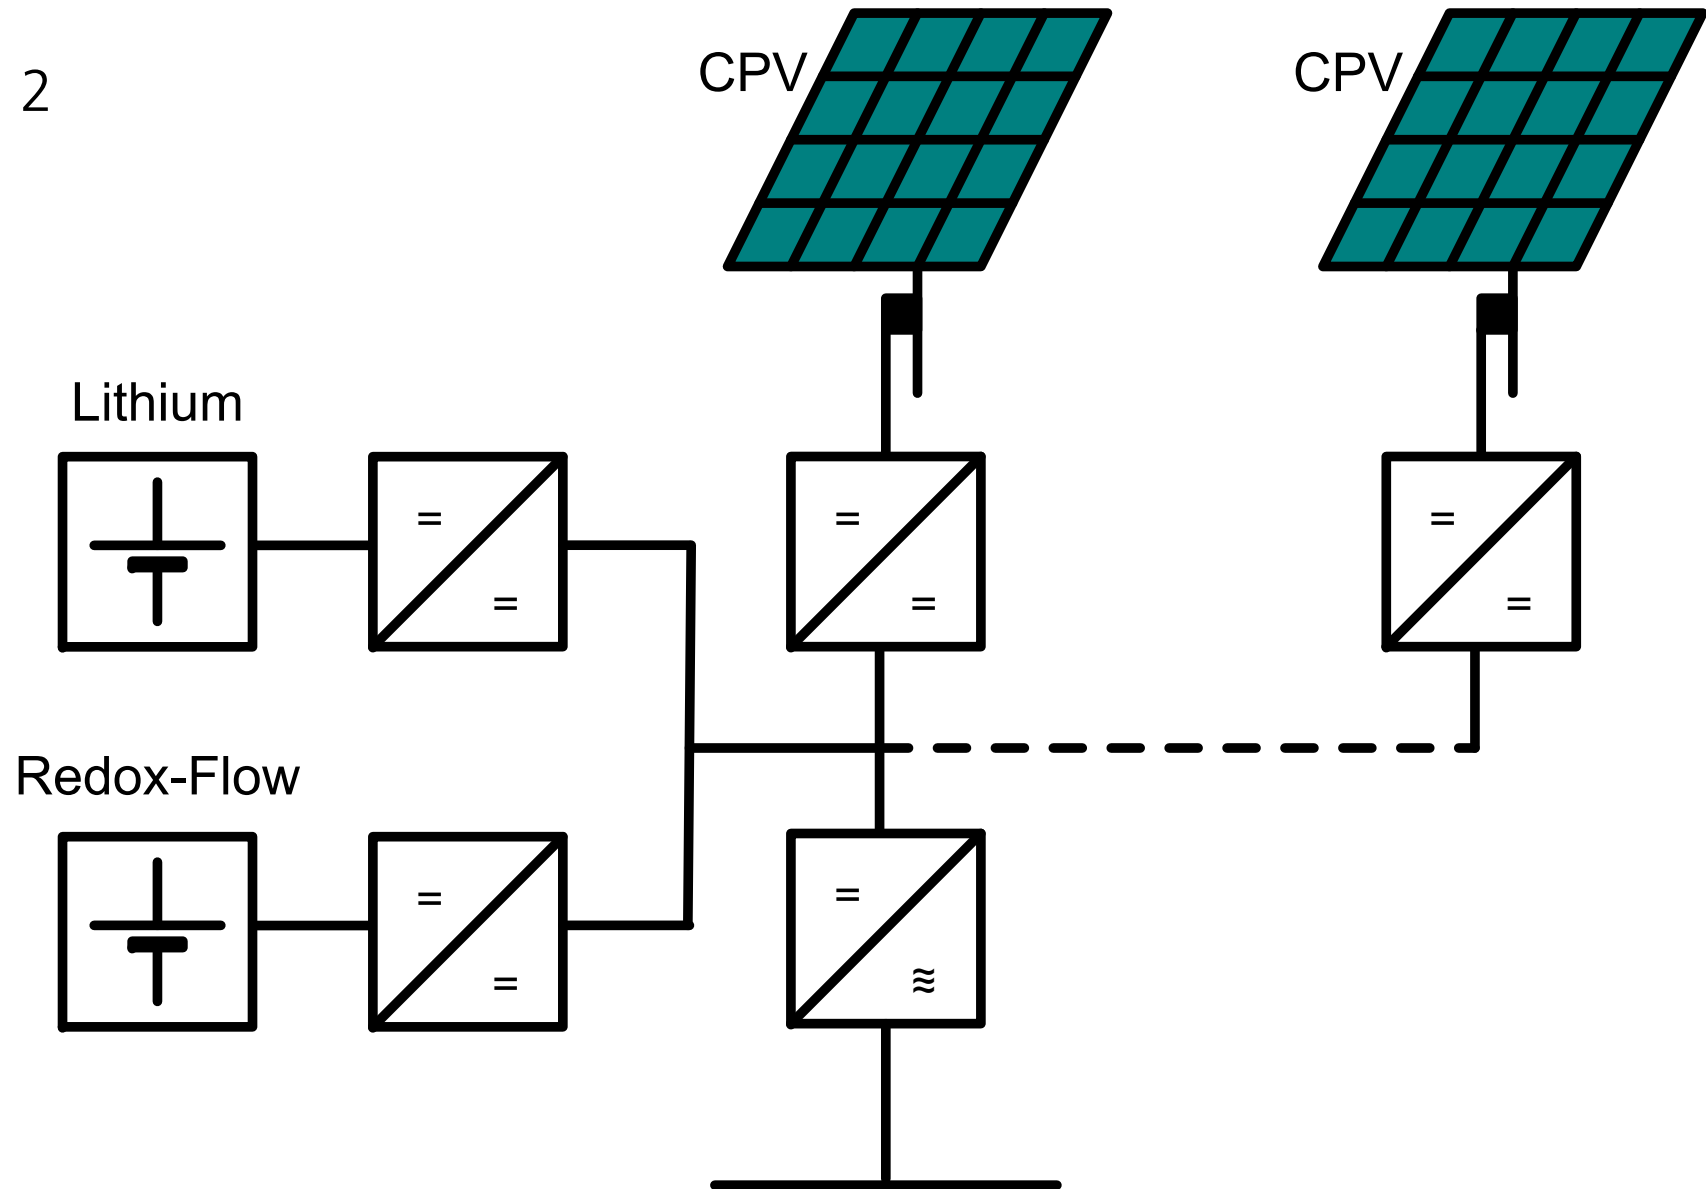 2
CPV
CPV
Lithium
=
=
=
=
=
=
Redox-Flow
=
=
=
≋